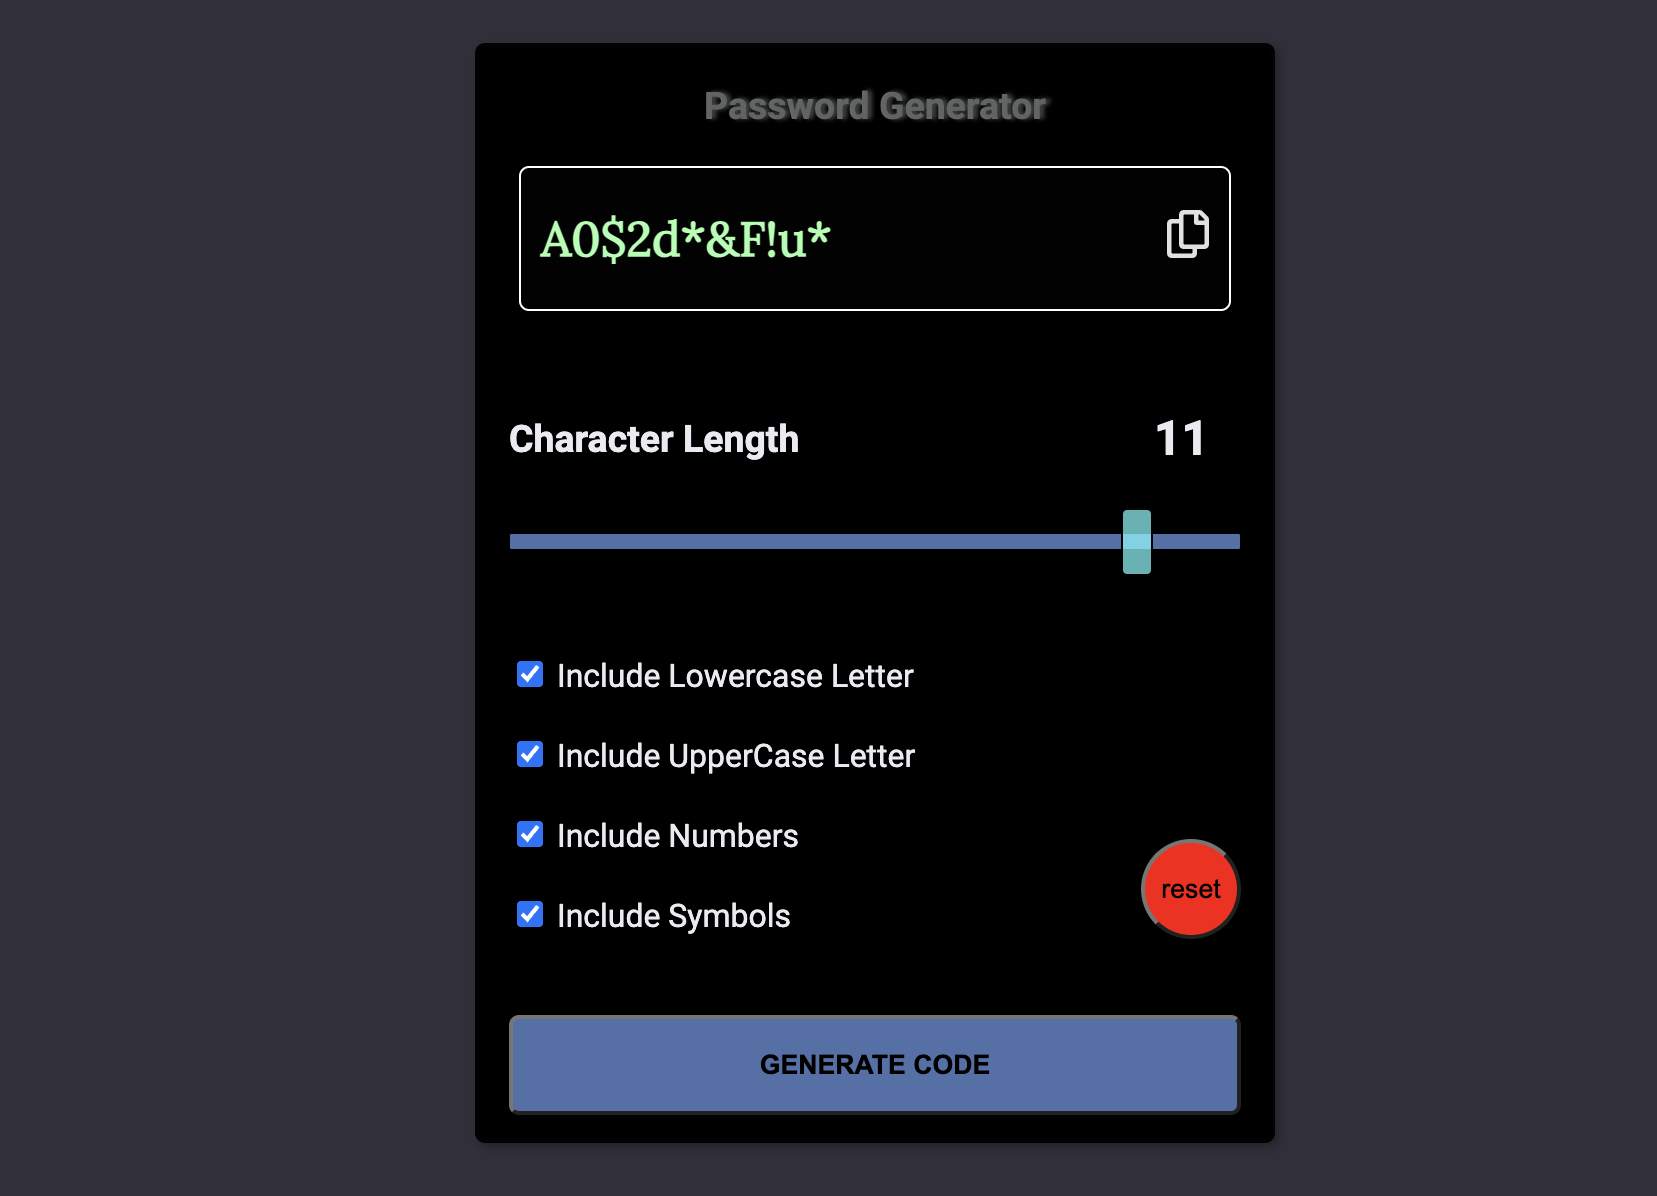 Password Generator
A0$2d*&F!u*
Character Length
11
Include Lowercase Letter
Include UpperCase Letter
Include Numbers
Include Symbols
reset
GENERATE CODE